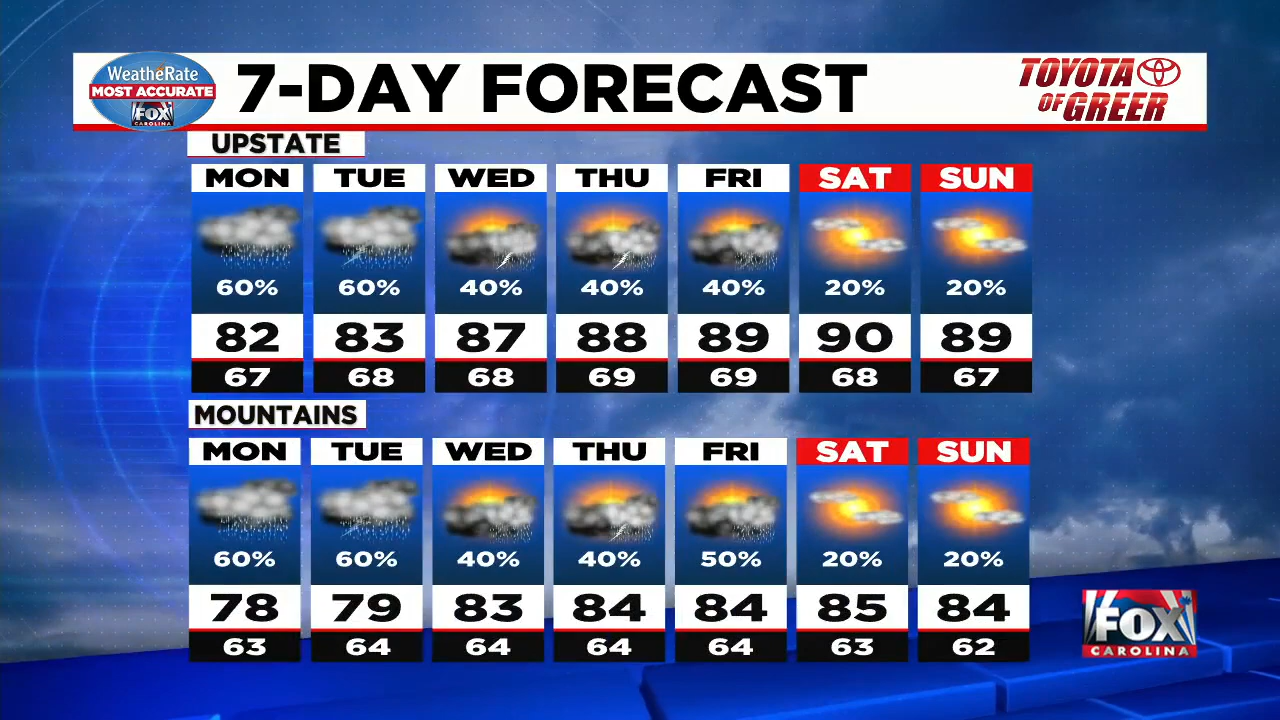 WeatheRate
MOST ACCURATE
FOX
CAROLINA
7-DAY FORECAST
TOYOTA
OF GREER
UPSTATE
MON TUE WED THU FRI SAT SUN
60% 60% 40% 40% 40% 20% 20%
82 83 87 88 89 90 89
67 68 68 69 69 68 67
MOUNTAINS
MON TUE WED THU FRI SAT SUN
60% 60% 40% 40% 50% 20% 20%
78 79 83 84 84 85 84
63 64 64 64 64 63 62
FOX
CAROLINA